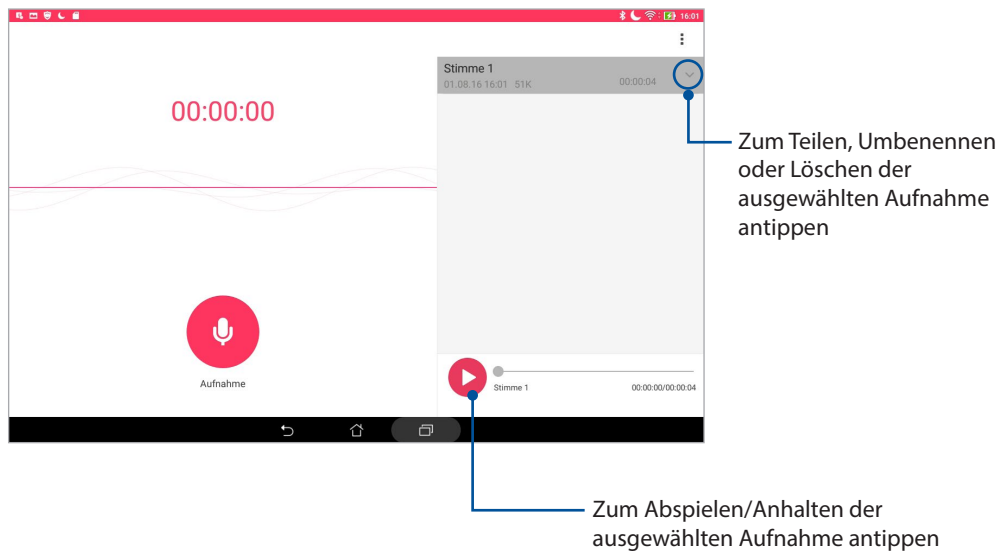 16:01
Stimme 1
01.08.16 16:01 51K 00:00:04
00:00:00
Zum Teilen, Umbenennen
oder Löschen der
ausgewählten Aufnahme
antippen
Aufnahme
Stimme 1 00:00:00/00:00:04
Zum Abspielen/Anhalten der
ausgewählten Aufnahme antippen